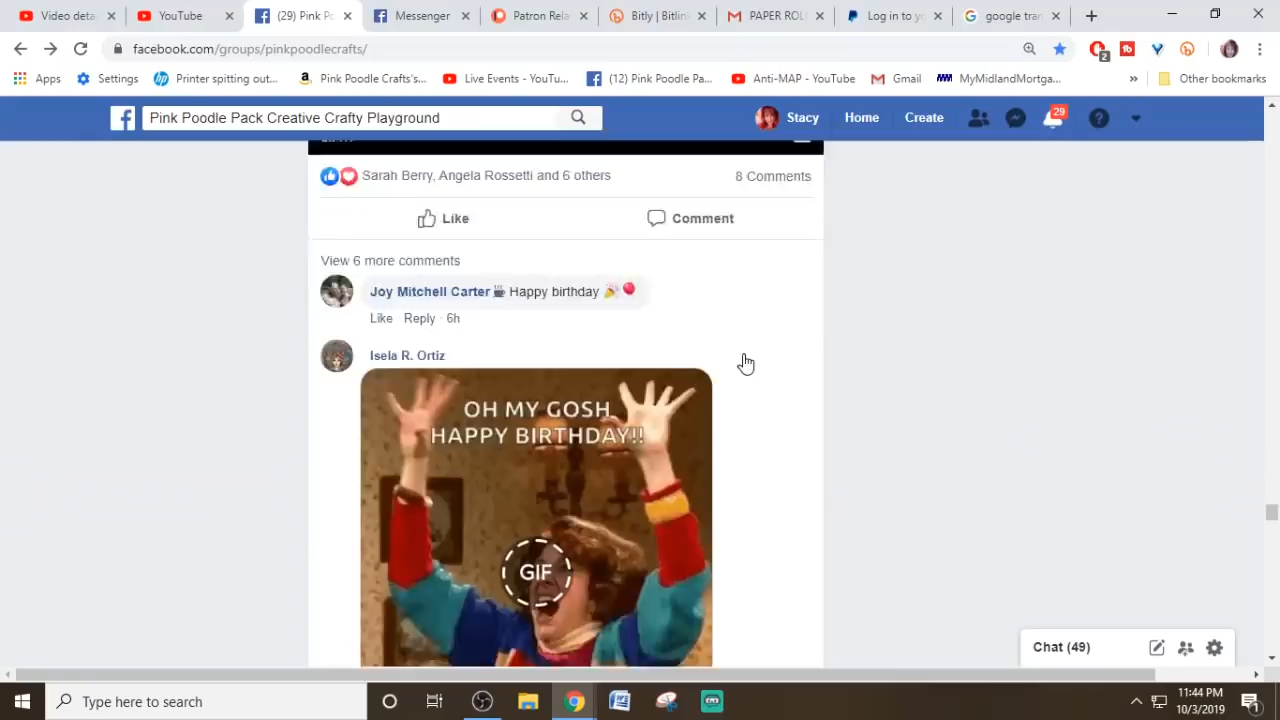 Video deta
YouTube
(29) Pink P
Messenger
Patron Rela
Bitly | Bitlin
PAPER ROL
Log in to y
google tran
facebook.com/groups/pinkpoodlecrafts/
2
Apps
Settings
Printer spitting out...
Pink Poodle Craft's...
Live Events - YouTu...
(12) Pink Poodle Pa...
Anti-MAP - YouTube
Gmail
MyMidlandMortga...
»
Other bookmarks
Pink Poodle Pack Creative Crafty Playground
Stacy
Home
Create
29
Sarah Berry, Angela Rossetti and 6 others
8 Comments
Like
Comment
View 6 more comments
Joy Mitchell Carter Happy birthday
Like Reply · 6h
Isela R. Ortiz
OH MY GOSH
HAPPY BIRTHDAY!!
GIF
Chat (49)
Type here to search
11:44 PM
10/3/2019
1